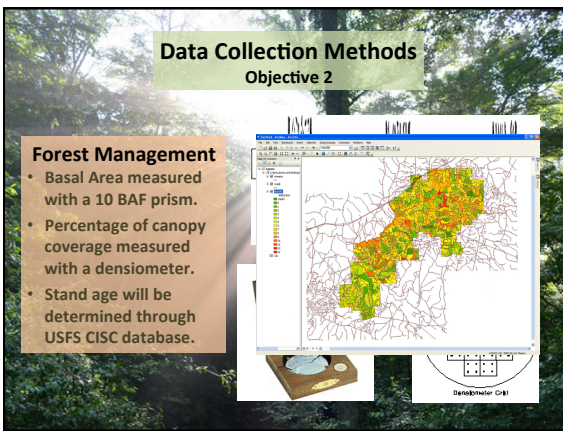 Data Collection Methods
Objective 2
Forest Management
• Basal Area measured
with a 10 BAF prism.
• Percentage of canopy
coverage measured
with a densiometer.
• Stand age will be
determined through
USFS CISC database.
Densiometer Grid